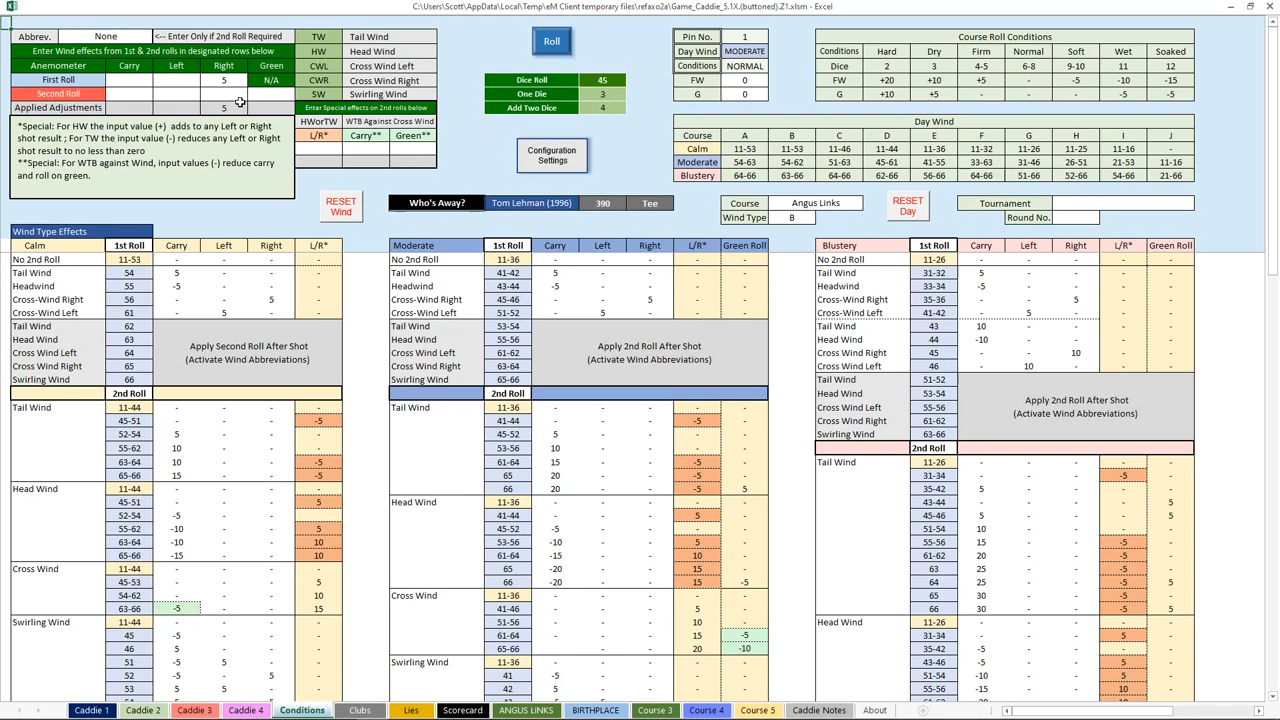 C:\Users\Scott\AppData\Local\Temp\eM Client temporary files\refaxo2a\Game_Caddie_5.1X.(buttoned).Z1.xlsm - Excel
Abbrev. None <-- Enter Only if 2nd Roll Required
Enter Wind effects from 1st & 2nd rolls in designated rows below
Anemometer Carry Left Right Green
First Roll 5 N/A
Second Roll
Applied Adjustments 5
*Special: For HW the input value (+) adds to any Left or Right
shot result ; For TW the input value (-) reduces any Left or Right
shot result to no less than zero
**Special: For WTB Against Wind, input values (-) reduce carry
and roll on green.
TW Tail Wind
HW Head Wind
CWL Cross Wind Left
CWR Cross Wind Right
SW Swirling Wind
Enter Special effects on 2nd rolls below
HWorTW WTB Against Cross Wind
L/R* Carry** Green**
RESET
Wind
Roll
Dice Roll 45
One Die 3
Add Two Dice 4
Configuration
Settings
Who's Away? Tom Lehman (1996) 390 Tee
Pin No. 1
Day Wind MODERATE
Conditions NORMAL
FW 0
G 0
Course Roll Conditions
Conditions Hard Dry Firm Normal Soft Wet Soaked
Dice 2 3 4-5 6-8 9-10 11 12
FW +20 +10 +5 - -5 -10 -15
G +5 +5 - - - -5 -5
Day Wind
Course A B C D E F G H I J
Calm 11-53 11-53 11-46 11-44 11-36 11-32 11-25 11-25 11-16 -
Moderate 54-63 54-62 51-63 45-61 41-55 33-63 31-46 26-51 21-53 11-16
Blustery 64-66 63-66 64-66 62-66 56-66 64-66 51-66 52-66 54-66 21-66
Course Angus Links
Wind Type B
RESET
Day
Tournament
Round No.
Wind Type Effects
Calm 1st Roll Carry Left Right L/R*
No 2nd Roll 11-53 - - - -
Tail Wind 54 5 - - -
Headwind 55 -5 - - -
Cross-Wind Right 56 - - 5 -
Cross-Wind Left 61 - 5 - -
Tail Wind 62
Head Wind 63
Cross Wind Left 64
Cross Wind Right 65
Swirling Wind 66
Apply Second Roll After Shot
(Activate Wind Abbreviations)
2nd Roll
Tail Wind 11-44 - - - -
45-51 - - - -5
52-54 5 - - -
55-62 10 - - -
63-64 10 - - -5
65-66 15 - - -5
Head Wind 11-44 - - - -
45-51 - - - 5
52-54 -5 - - -
55-62 -10 - - 5
63-64 -10 - - 10
65-66 -15 - - 10
Cross Wind 11-44 - - - -
45-53 - - - 5
54-62 - - - 10
63-66 -5 - - 15
Swirling Wind 11-44 - - - -
45 -5 - - -
46 5 - - -
51 -5 5 - -
52 -5 - 5 -
53 5 5 - -
Moderate 1st Roll Carry Left Right L/R* Green Roll
No 2nd Roll 11-36 - - - - -
Tail Wind 41-42 5 - - - -
Headwind 43-44 -5 - - - -
Cross-Wind Right 45-46 - - 5 - -
Cross-Wind Left 51-52 - 5 - - -
Tail Wind 53-54
Head Wind 55-56
Cross Wind Left 61-62
Cross Wind Right 63-64
Swirling Wind 65-66
Apply 2nd Roll After Shot
(Activate Wind Abbreviations)
2nd Roll
Tail Wind 11-36 - - - - -
41-44 - - - -5 -
45-52 5 - - - -
53-56 10 - - - -
61-64 15 - - -5 -
65 20 - - -5 -
66 20 - - -5 5
Head Wind 11-36 - - - - -
41-44 - - - 5 -
45-52 -5 - - - -
53-56 -10 - - 5 -
61-64 -15 - - 10 -
65 -20 - - 15 -
66 -20 - - 15 -5
Cross Wind 11-36 - - - - -
41-46 - - - 5 -
51-56 - - - 10 -
61-64 - - - 15 -5
65-66 - - - 20 -10
Swirling Wind 11-36 - - - - -
41 -5 - - - -
42 5 - - - -
Blustery 1st Roll Carry Left Right L/R* Green Roll
No 2nd Roll 11-26 - - - - -
Tail Wind 31-32 5 - - - -
Headwind 33-34 -5 - - - -
Cross-Wind Right 35-36 - - 5 - -
Cross-Wind Left 41-42 - 5 - - -
Tail Wind 43 10 - - - -
Head Wind 44 -10 - - - -
Cross Wind Right 45 - - 10 - -
Cross Wind Left 46 - 10 - - -
Tail Wind 51-52
Head Wind 53-54
Cross Wind Left 55-56
Cross Wind Right 61-62
Swirling Wind 63-66
Apply 2nd Roll After Shot
(Activate Wind Abbreviations)
2nd Roll
Tail Wind 11-26 - - - - -
31-34 - - - -5 -
35-42 5 - - - -
43-44 - - - - 5
45-46 5 - - - 5
51-54 10 - - - -
55-56 15 - - -5 -
61-62 20 - - -5 -
63 25 - - -5 -
64 25 - - -5 5
65 30 - - -5 -
66 30 - - -5 5
Head Wind 11-26 - - - - -
31-34 - - - 5 -
35-42 -5 - - - -
43-46 -5 - - 5 -
51-54 -10 - - 5 -
55-56 -15 - - 10 -
Caddie 1 Caddie 2 Caddie 3 Caddie 4 Conditions Clubs Lies Scorecard ANGUS LINKS BIRTHPLACE Course 3 Course 4 Course 5 Caddie Notes About